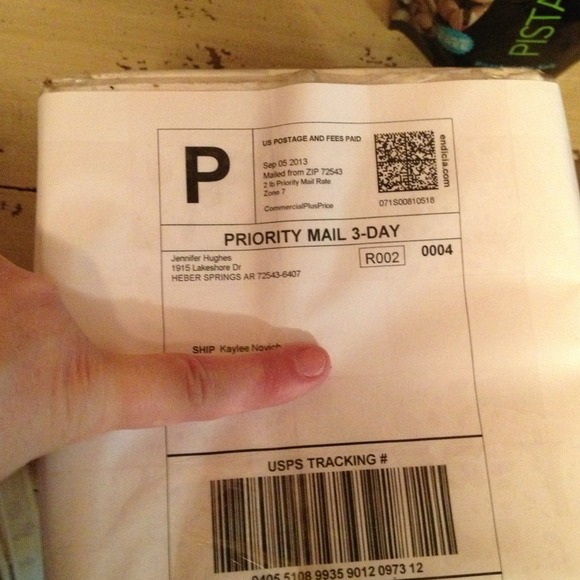 PISTA
P
US POSTAGE AND FEES PAID
Sep 05 2013
Mailed from ZIP 72543
2 lb Priority Mail Rate
Zone 7
CommercialPlusPrice
endicia.com
071S00810518
PRIORITY MAIL 3-DAY
Jennifer Hughes
1915 Lakeshore Dr
HEBER SPRINGS AR 72543-6407
R002
0004
SHIP Kaylee
USPS TRACKING #
9405 5108 9935 9012 0973 12